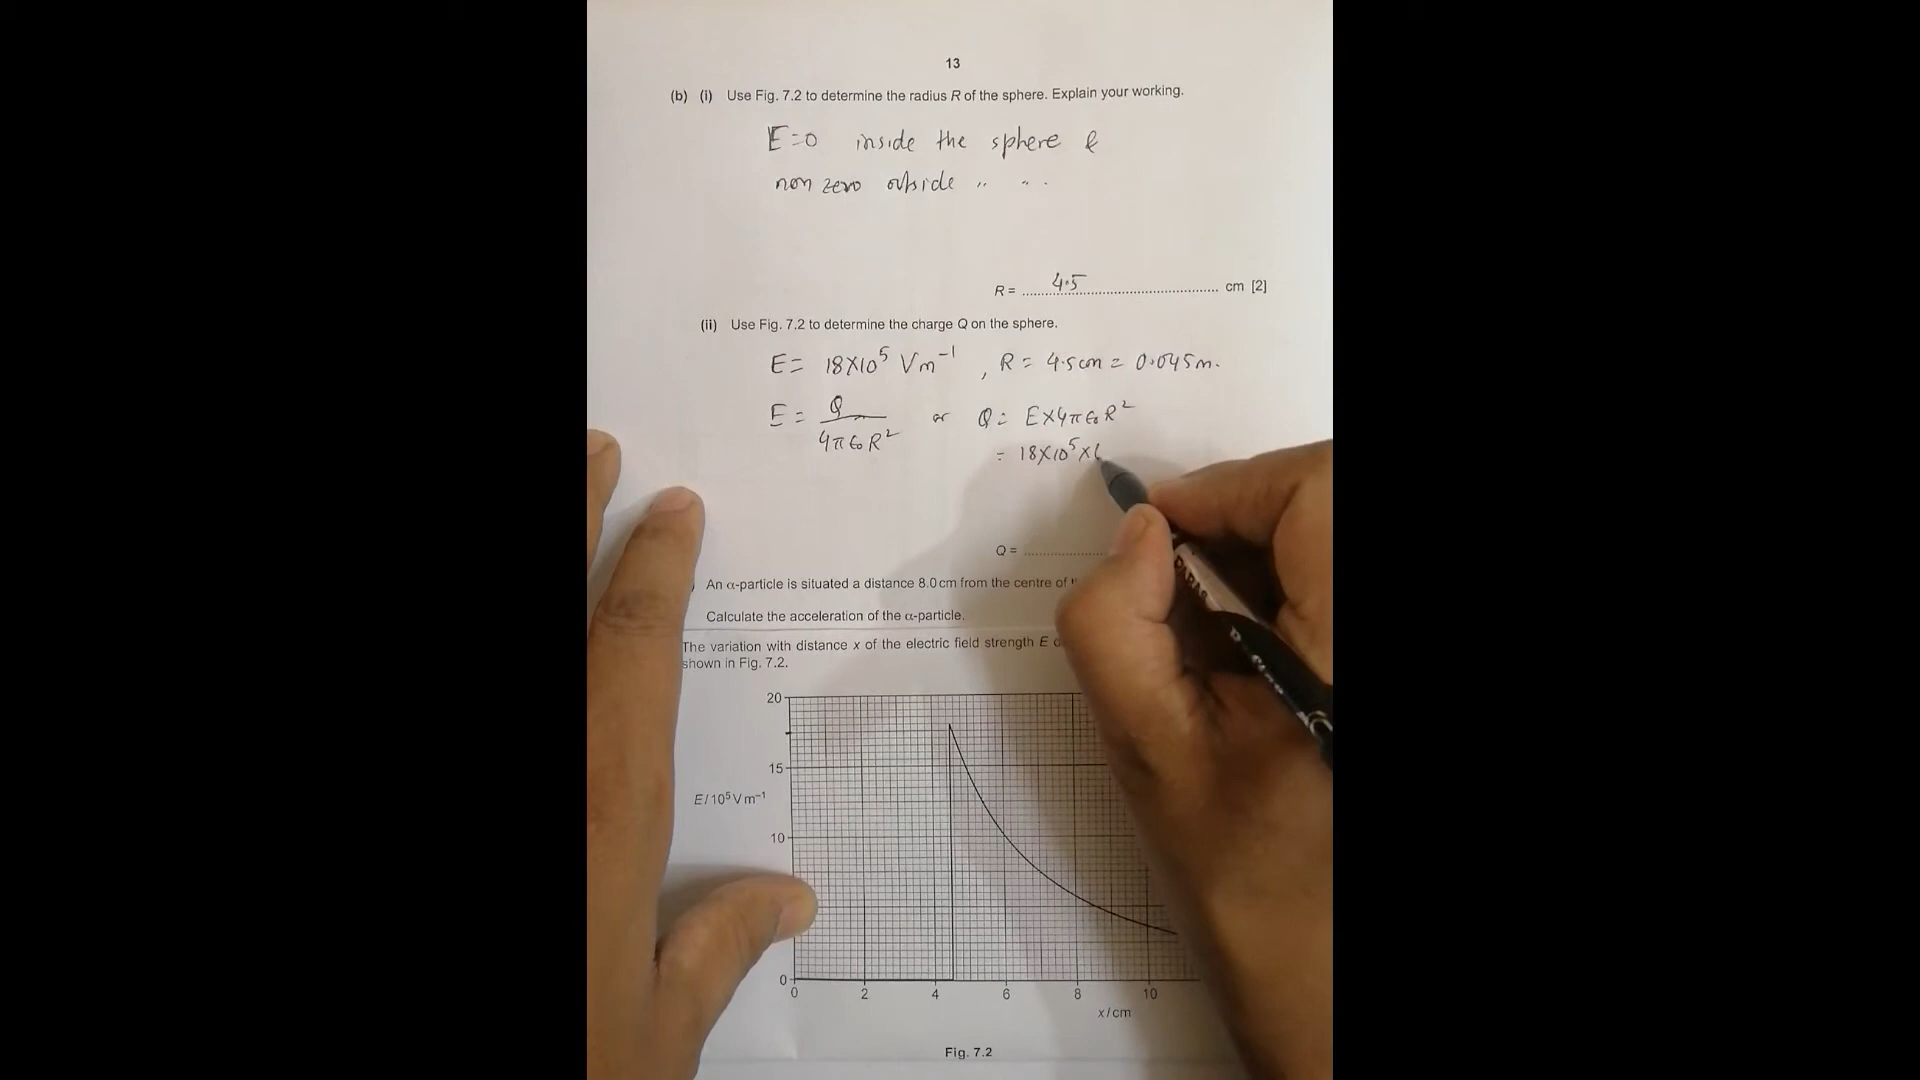 13
(b) (i) Use Fig. 7.2 to determine the radius R of the sphere. Explain your working.
E=0 inside the sphere &
non zero outside " "
R = 4.5 cm [2]
(ii) Use Fig. 7.2 to determine the charge Q on the sphere.
E = 18×10⁵ Vm⁻¹ , R = 4.5cm = 0.045m.
E = Q / 4πε₀R² or Q = E×4πε₀R²
= 18×10⁵×(
Q =
An α-particle is situated a distance 8.0 cm from the centre of
Calculate the acceleration of the α-particle.
The variation with distance x of the electric field strength E
shown in Fig. 7.2.
20
15
E/10⁵Vm⁻¹
10
0
0 2 4 6 8 10
x/cm
Fig. 7.2